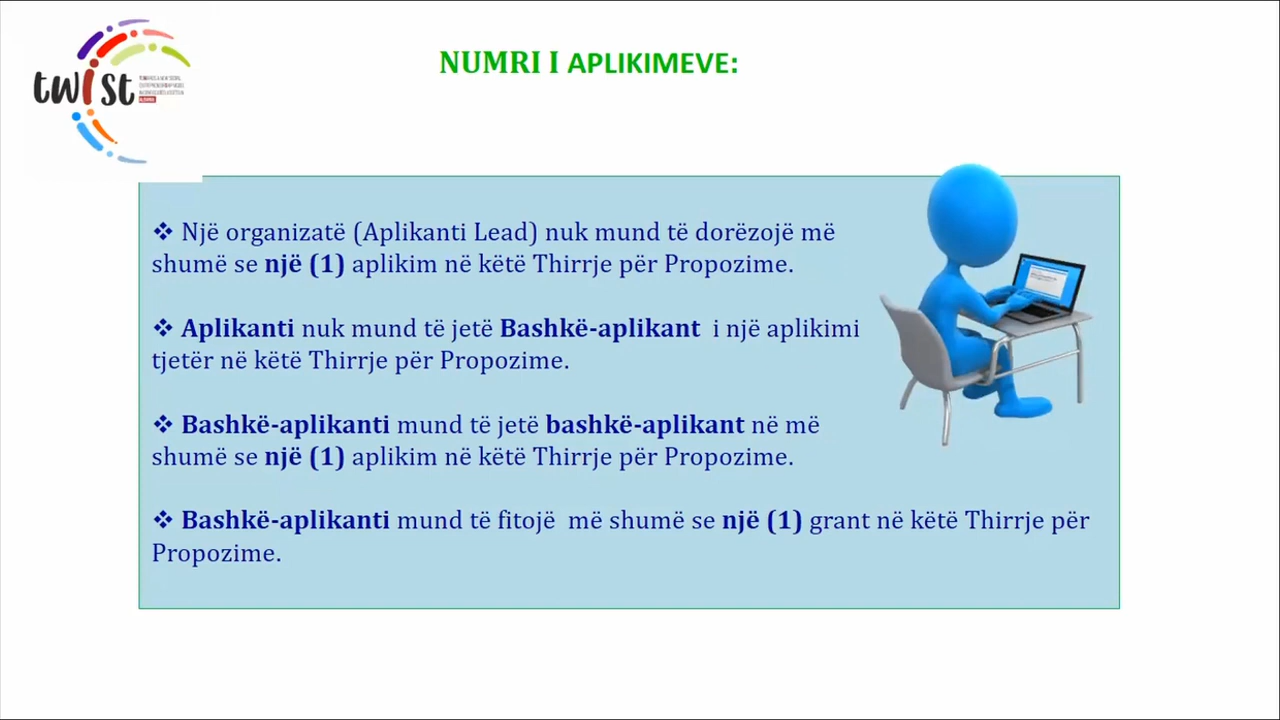 twist
NUMRI I APLIKIMEVE:
❖ Një organizatë (Aplikanti Lead) nuk mund të dorëzojë më
shumë se një (1) aplikim në këtë Thirrje për Propozime.
❖ Aplikanti nuk mund të jetë Bashkë-aplikant i një aplikimi
tjetër në këtë Thirrje për Propozime.
❖ Bashkë-aplikanti mund të jetë bashkë-aplikant në më
shumë se një (1) aplikim në këtë Thirrje për Propozime.
❖ Bashkë-aplikanti mund të fitojë më shumë se një (1) grant në këtë Thirrje për
Propozime.